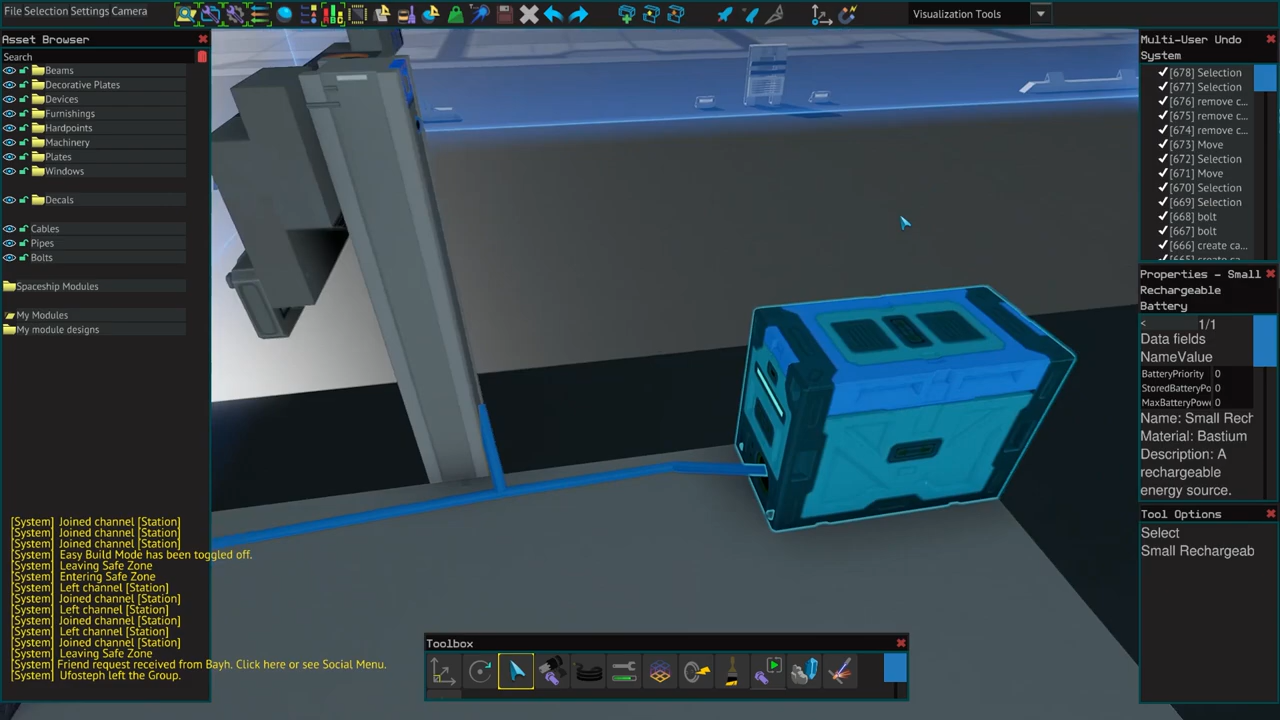 File Selection Settings Camera
Visualization Tools
Asset Browser
Search
Beams
Decorative Plates
Devices
Furnishings
Hardpoints
Machinery
Plates
Windows
Decals
Cables
Pipes
Bolts
Spaceship Modules
My Modules
My module designs
[System] Joined channel [Station]
[System] Joined channel [Station]
[System] Joined channel [Station]
[System] Easy Build Mode has been toggled off.
[System] Leaving Safe Zone
[System] Entering Safe Zone
[System] Left channel [Station]
[System] Joined channel [Station]
[System] Left channel [Station]
[System] Joined channel [Station]
[System] Left channel [Station]
[System] Joined channel [Station]
[System] Leaving Safe Zone
[System] Friend request received from Bayh. Click here or see Social Menu.
[System] Ufosteph left the Group.
Toolbox
Multi-User Undo
System
[678] Selection
[677] Selection
[676] remove c...
[675] remove c...
[674] remove c...
[673] Move
[672] Selection
[671] Move
[670] Selection
[669] Selection
[668] bolt
[667] bolt
[666] create ca...
Properties - Small
Rechargeable
Battery
< 1/1
Data fields
NameValue
BatteryPriority 0
StoredBatteryPo 0
MaxBatteryPow 0
Name: Small Rech
Material: Bastium
Description: A
rechargeable
energy source.
Tool Options
Select
Small Rechargeab